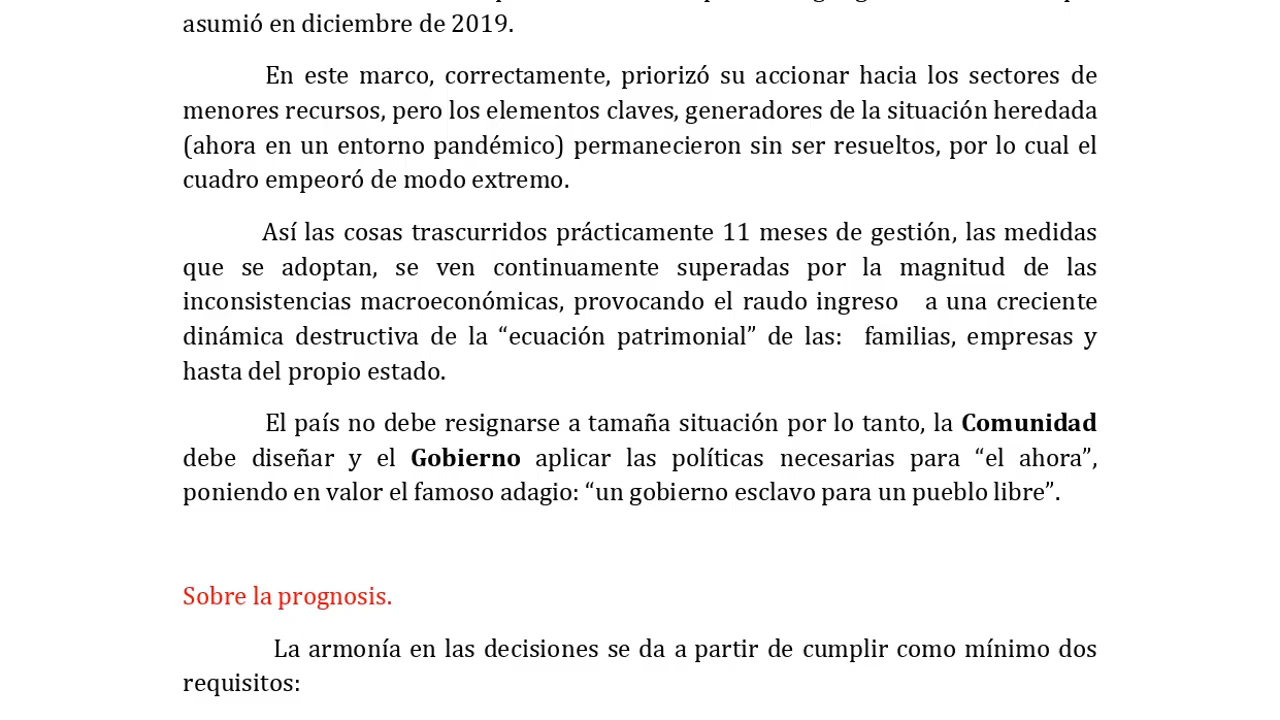 asumió en diciembre de 2019.
En este marco, correctamente, priorizó su accionar hacia los sectores de
menores recursos, pero los elementos claves, generadores de la situación heredada
(ahora en un entorno pandémico) permanecieron sin ser resueltos, por lo cual el
cuadro empeoró de modo extremo.
Así las cosas trascurridos prácticamente 11 meses de gestión, las medidas
que se adoptan, se ven continuamente superadas por la magnitud de las
inconsistencias macroeconómicas, provocando el raudo ingreso a una creciente
dinámica destructiva de la “ecuación patrimonial” de las: familias, empresas y
hasta del propio estado.
El país no debe resignarse a tamaña situación por lo tanto, la Comunidad
debe diseñar y el Gobierno aplicar las políticas necesarias para “el ahora”,
poniendo en valor el famoso adagio: “un gobierno esclavo para un pueblo libre”.
Sobre la prognosis.
La armonía en las decisiones se da a partir de cumplir como mínimo dos
requisitos: